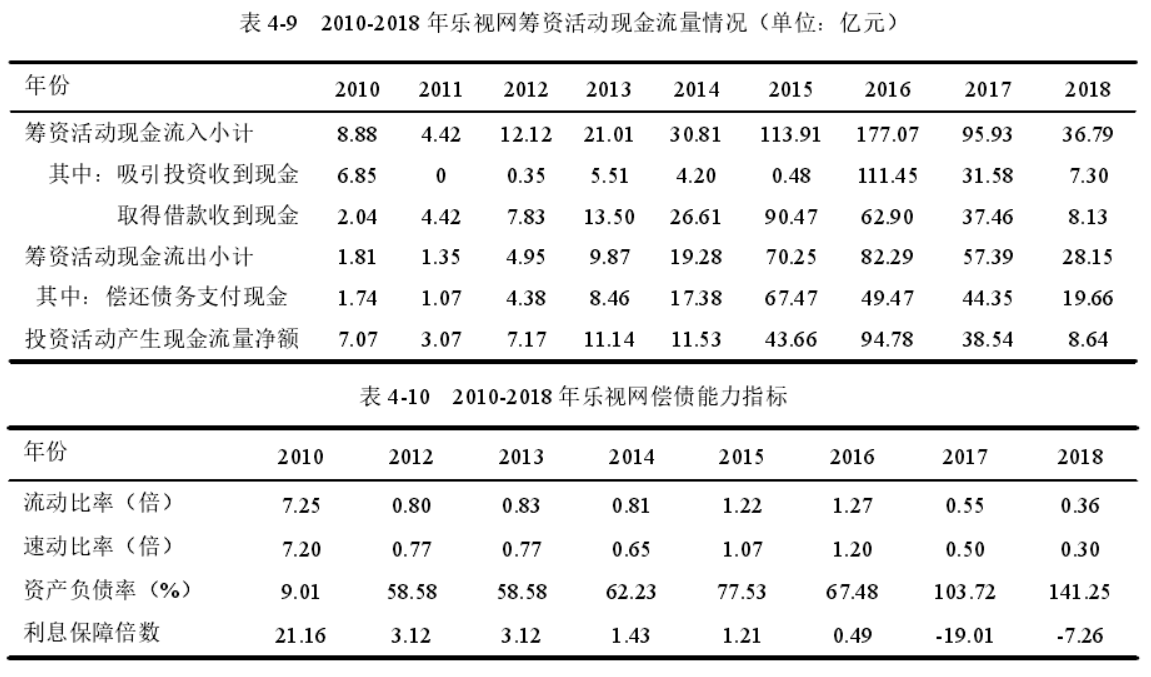 表 4-9 2010-2018 年乐视网筹资活动现金流量情况（单位：亿元）
年份 2010 2011 2012 2013 2014 2015 2016 2017 2018
筹资活动现金流入小计 8.88 4.42 12.12 21.01 30.81 113.91 177.07 95.93 36.79
其中：吸引投资收到现金 6.85 0 0.35 5.51 4.20 0.48 111.45 31.58 7.30
取得借款收到现金 2.04 4.42 7.83 13.50 26.61 90.47 62.90 37.46 8.13
筹资活动现金流出小计 1.81 1.35 4.95 9.87 19.28 70.25 82.29 57.39 28.15
其中：偿还债务支付现金 1.74 1.07 4.38 8.46 17.38 67.47 49.47 44.35 19.66
投资活动产生现金流量净额 7.07 3.07 7.17 11.14 11.53 43.66 94.78 38.54 8.64
表 4-10 2010-2018 年乐视网偿债能力指标
年份 2010 2012 2013 2014 2015 2016 2017 2018
流动比率（倍） 7.25 0.80 0.83 0.81 1.22 1.27 0.55 0.36
速动比率（倍） 7.20 0.77 0.77 0.65 1.07 1.20 0.50 0.30
资产负债率（%） 9.01 58.58 58.58 62.23 77.53 67.48 103.72 141.25
利息保障倍数 21.16 3.12 3.12 1.43 1.21 0.49 -19.01 -7.26